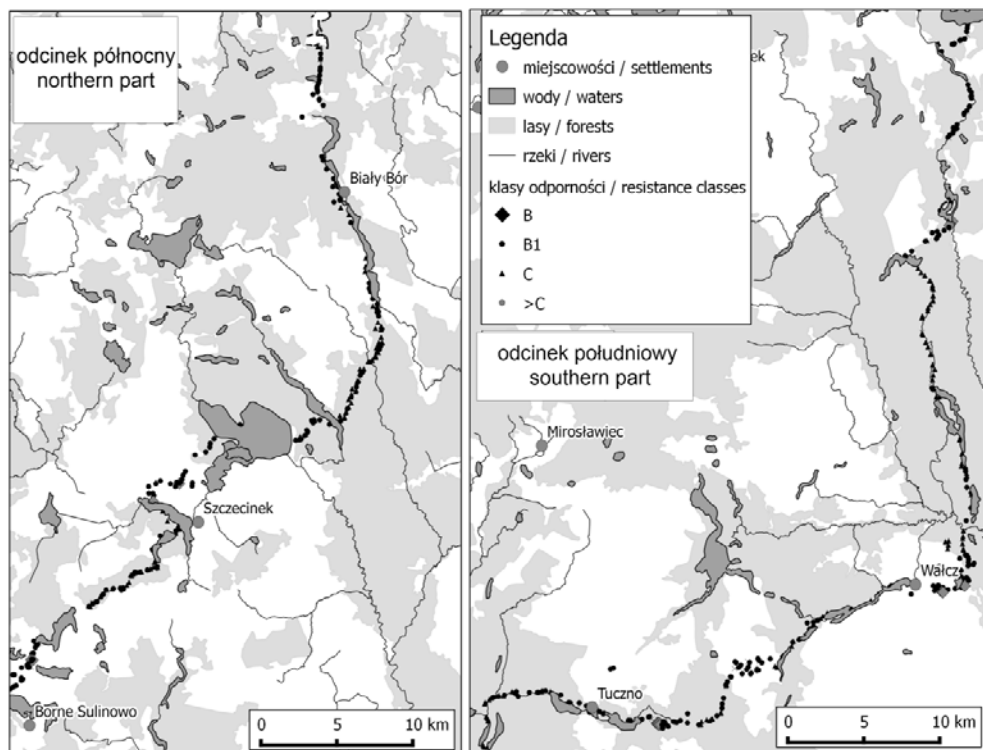 odcinek północny
northern part
Biały Bór
Szczecinek
Borne Sulinowo
0 5 10 km
Legenda
miejscowości / settlements
wody / waters
lasy / forests
rzeki / rivers
klasy odporności / resistance classes
B
B1
C
>C
ek
odcinek południowy
southern part
Mirosławiec
Wałcz
Tuczno
0 5 10 km